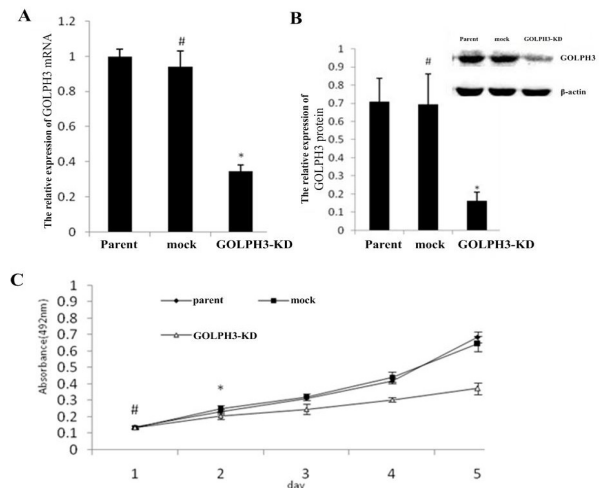 A
The relative expression of GOLPH3 mRNA
1.2
1
0.8
0.6
0.4
0.2
0
#
*
Parent mock GOLPH3-KD
B
The relative expression of
GOLPH3 protein
1
0.9
0.8
0.7
0.6
0.5
0.4
0.3
0.2
0.1
0
#
*
Parent mock GOLPH3-KD
Parent mock GOLPH3-KD
GOLPH3
β-actin
C
Absorbance(492nm)
1
0.9
0.8
0.7
0.6
0.5
0.4
0.3
0.2
0.1
0
parent mock
GOLPH3-KD
#
*
1 2 3 4 5
day